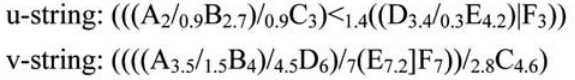 u-string: (((A₂/₀.₉B₂.₇)/₀.₉C₃)<₁.₄((D₃.₄/₀.₃E₄.₂)|F₃))
v-string: ((((A₃.₅/₁.₅B₄)/₄.₅D₆)/₇(E₇.₂]F₇))/₂.₈C₄.₆)